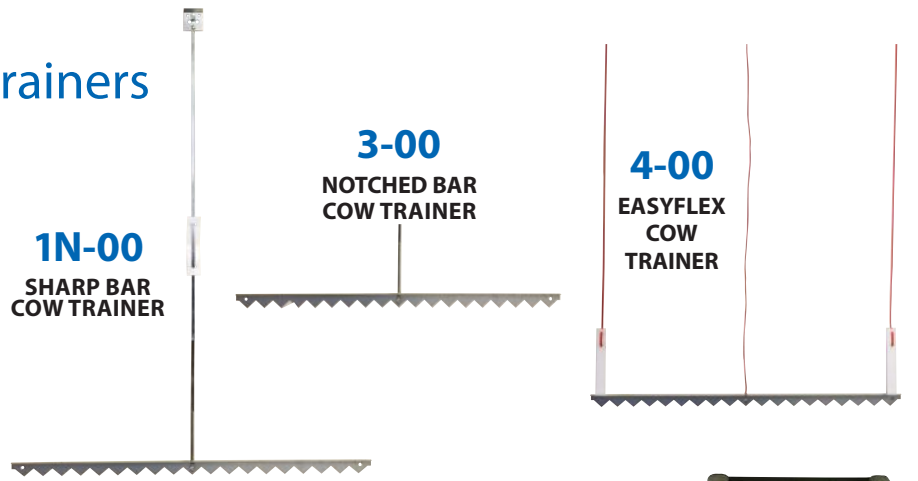 rainers
1N-00
SHARP BAR
COW TRAINER
3-00
NOTCHED BAR
COW TRAINER
4-00
EASYFLEX
COW
TRAINER